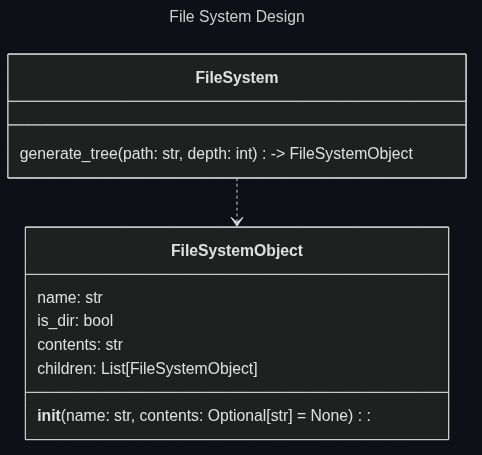 File System Design
FileSystem
generate_tree(path: str, depth: int) : -> FileSystemObject
FileSystemObject
name: str
is_dir: bool
contents: str
children: List[FileSystemObject]
init(name: str, contents: Optional[str] = None) : :